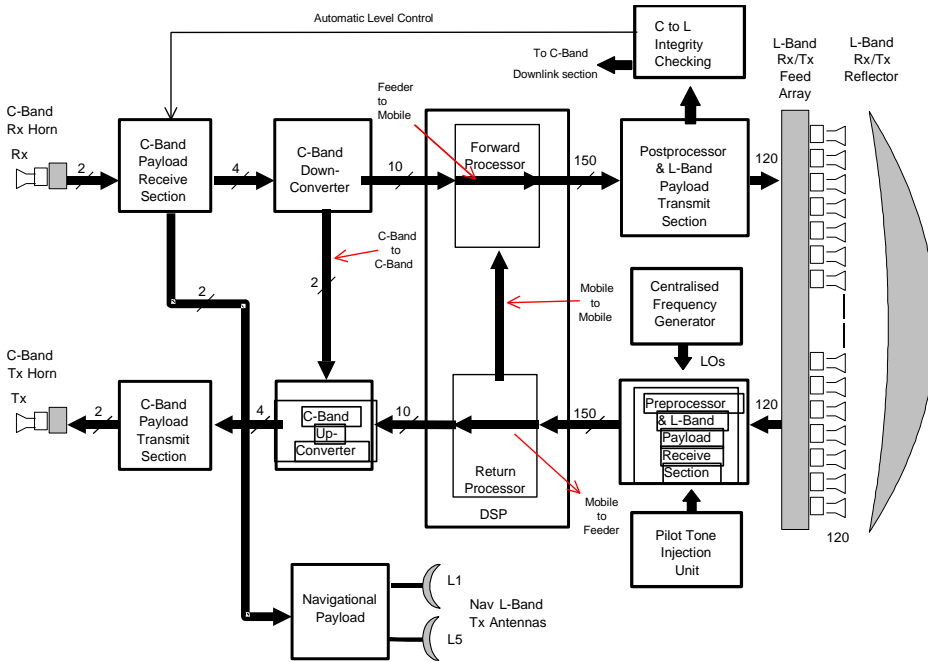 Automatic Level Control
C to L
Integrity
Checking
To C-Band
Downlink section
L-Band
Rx/Tx
Feed
Array
L-Band
Rx/Tx
Reflector
C-Band
Rx Horn
Rx
2
C-Band
Payload
Receive
Section
4
C-Band
Down-
Converter
10
Feeder
to
Mobile
Forward
Processor
150
Postprocessor
& L-Band
Payload
Transmit
Section
120
C-Band
to
C-Band
2
2
Mobile
to
Mobile
Centralised
Frequency
Generator
LOs
C-Band
Tx Horn
Tx
2
C-Band
Payload
Transmit
Section
4
C-Band
Up-
Converter
10
Return
Processor
DSP
150
Mobile
to
Feeder
Preprocessor
& L-Band
Payload
Receive
Section
120
Pilot Tone
Injection
Unit
120
Navigational
Payload
L1
L5
Nav L-Band
Tx Antennas